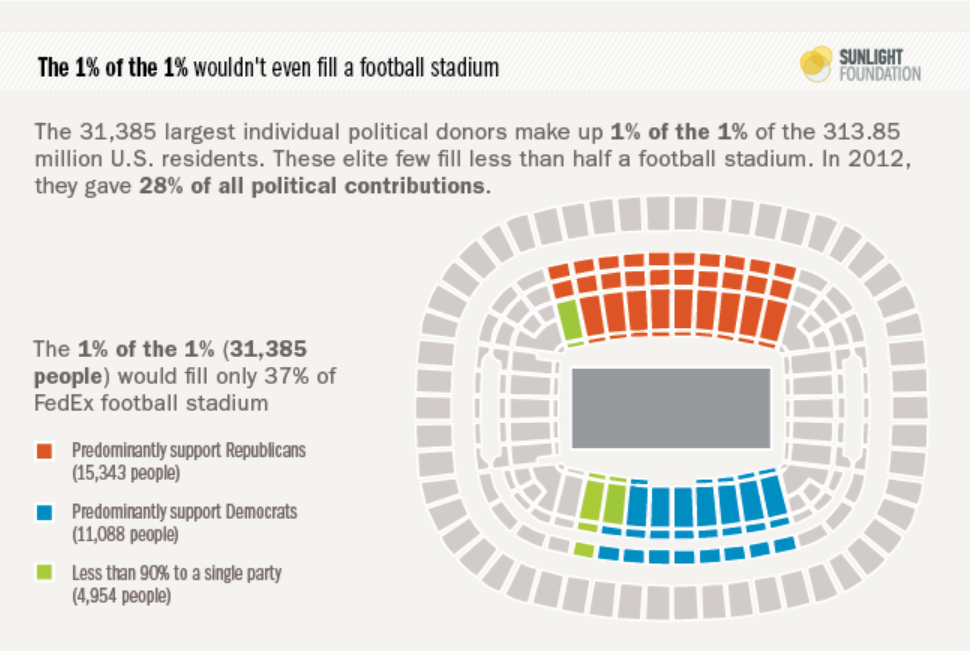 The 1% of the 1% wouldn't even fill a football stadium
SUNLIGHT
FOUNDATION
The 31,385 largest individual political donors make up 1% of the 1% of the 313.85
million U.S. residents. These elite few fill less than half a football stadium. In 2012,
they gave 28% of all political contributions.
The 1% of the 1% (31,385
people) would fill only 37% of
FedEx football stadium
Predominantly support Republicans
(15,343 people)
Predominantly support Democrats
(11,088 people)
Less than 90% to a single party
(4,954 people)